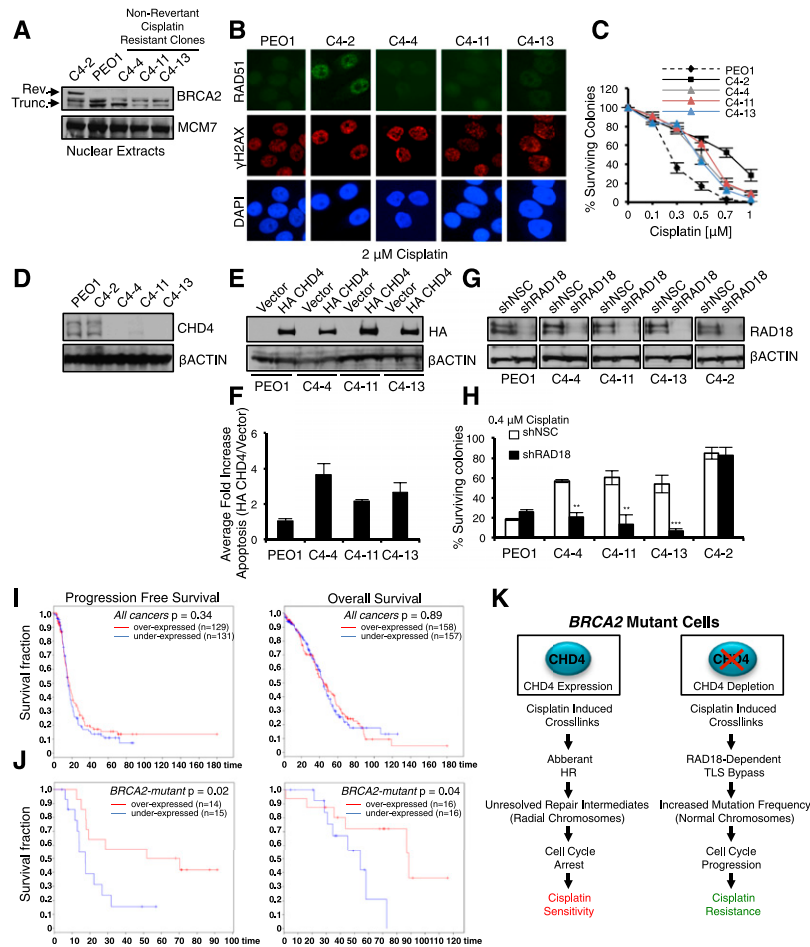 A
Non-Revertant
Cisplatin
Resistant Clones
C4-2
PEO1
C4-4
C4-11
C4-13
Rev.
Trunc.
BRCA2
MCM7
Nuclear Extracts
B
PEO1
C4-2
C4-4
C4-11
C4-13
RAD51
γH2AX
DAPI
2 μM Cisplatin
C
PEO1
C4-2
C4-4
C4-11
C4-13
% Surviving Colonies
120
100
80
60
40
20
0
0 0.1 0.3 0.5 0.7 1
Cisplatin [μM]
D
PEO1
C4-2
C4-4
C4-11
C4-13
CHD4
βACTIN
E
Vector
HA CHD4
Vector
HA CHD4
Vector
HA CHD4
Vector
HA CHD4
HA
βACTIN
PEO1 C4-4 C4-11 C4-13
G
shNSC
shRAD18
shNSC
shRAD18
shNSC
shRAD18
shNSC
shRAD18
shNSC
shRAD18
RAD18
βACTIN
PEO1 C4-4 C4-11 C4-13 C4-2
F
Average Fold Increase
Apoptosis (HA CHD4/Vector)
6
4
2
0
PEO1 C4-4 C4-11 C4-13
H
0.4 μM Cisplatin
shNSC
shRAD18
% Surviving colonies
100
80
60
40
20
0
** ** ***
PEO1 C4-4 C4-11 C4-13 C4-2
I
Progression Free Survival
All cancers p = 0.34
over-expressed (n=129)
under-expressed (n=131)
Survival fraction
1.0
0.9
0.8
0.7
0.6
0.5
0.4
0.3
0.2
0.1
0
0 20 40 60 80 100 120 140 160 180 time
Overall Survival
All cancers p = 0.89
over-expressed (n=158)
under-expressed (n=157)
1.0
0.9
0.8
0.7
0.6
0.5
0.4
0.3
0.2
0.1
0
0 20 40 60 80 100 120 140 160 180 time
J
BRCA2-mutant p = 0.02
over-expressed (n=14)
under-expressed (n=15)
Survival fraction
1.0
0.9
0.8
0.7
0.6
0.5
0.4
0.3
0.2
0.1
0
0 10 20 30 40 50 60 70 80 90 100 time
BRCA2-mutant p = 0.04
over-expressed (n=16)
under-expressed (n=16)
1.0
0.9
0.8
0.7
0.6
0.5
0.4
0.3
0.2
0.1
0
0 10 20 30 40 50 60 70 80 90 100 110 time
K
BRCA2 Mutant Cells
CHD4
CHD4 Expression
Cisplatin Induced
Crosslinks
Abberant
HR
Unresolved Repair Intermediates
(Radial Chromosomes)
Cell Cycle
Arrest
Cisplatin
Sensitivity
CHD4
CHD4 Depletion
Cisplatin Induced
Crosslinks
RAD18-Dependent
TLS Bypass
Increased Mutation Frequency
(Normal Chromosomes)
Cell Cycle
Progression
Cisplatin
Resistance